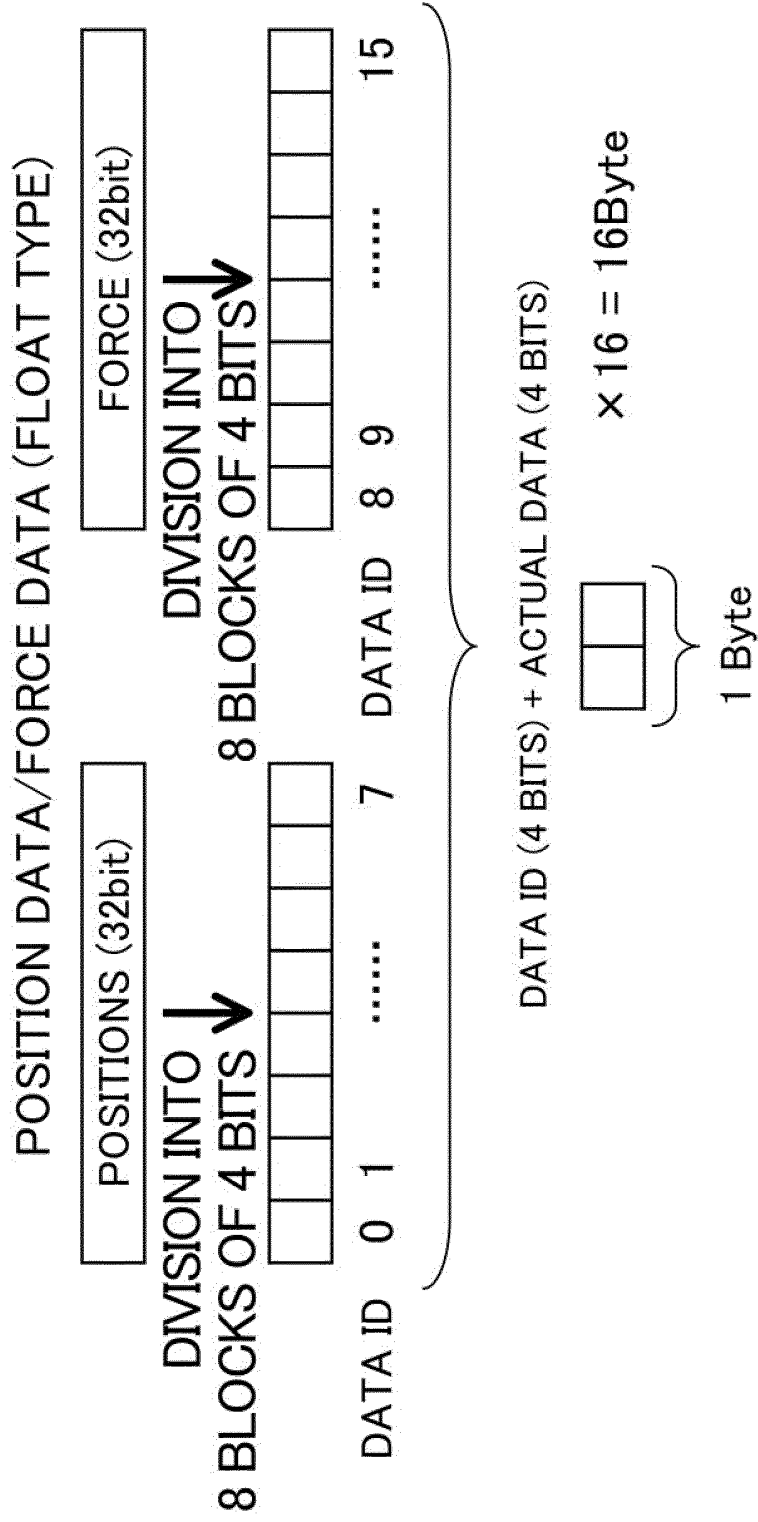 POSITION DATA/FORCE DATA (FLOAT TYPE)
POSITIONS (32bit)
FORCE (32bit)
DIVISION INTO
8 BLOCKS OF 4 BITS
DIVISION INTO
8 BLOCKS OF 4 BITS
DATA ID 0 1 ...... 7
DATA ID 8 9 ...... 15
DATA ID (4 BITS) + ACTUAL DATA (4 BITS)
× 16 = 16Byte
1 Byte